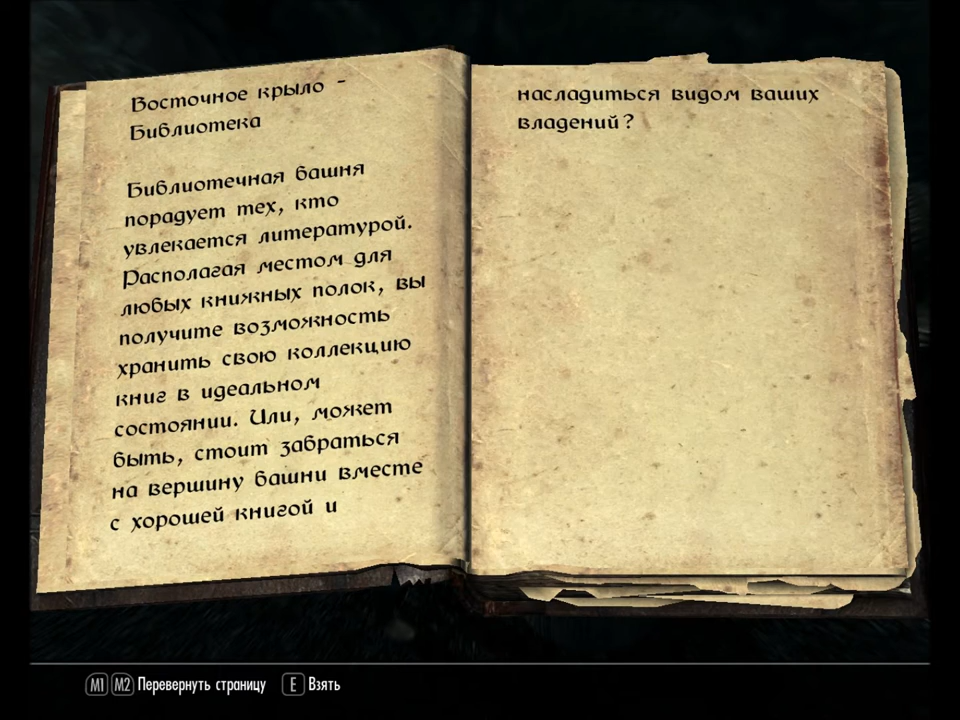 Восточное крыло -
Библиотека
Библиотечная башня
порадует тех, кто
увлекается литературой.
Располагая местом для
любых книжных полок, вы
получите возможность
хранить свою коллекцию
книг в идеальном
состоянии. Или, может
быть, стоит забраться
на вершину башни вместе
с хорошей книгой и
насладиться видом ваших
владений?
M1 M2 Перевернуть страницу E Взять